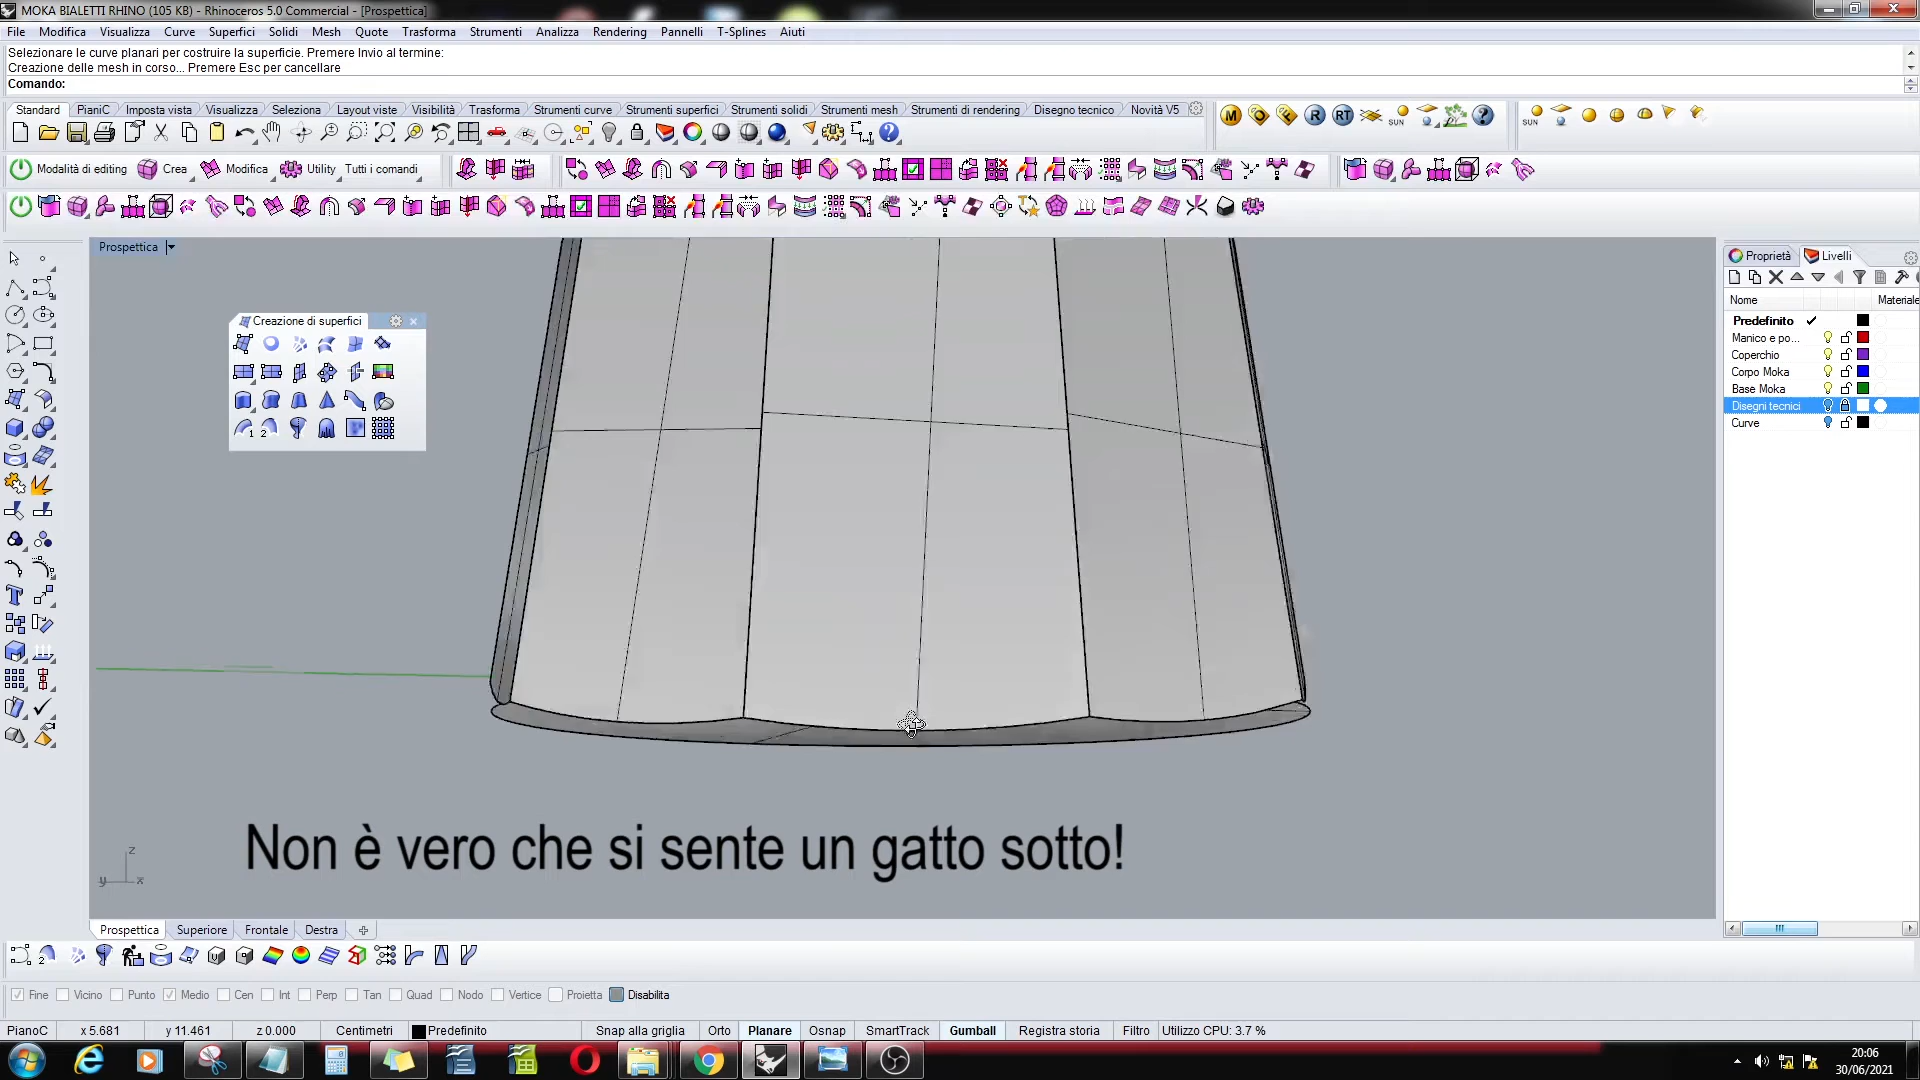 MOKA BIALETTI RHINO (105 KB) - Rhinoceros 5.0 Commercial - [Prospettica]
File Modifica Visualizza Curve Superfici Solidi Mesh Quote Trasforma Strumenti Analizza Rendering Pannelli T-Splines Aiuti
Selezionare le curve planari per costruire la superficie. Premere Invio al termine:
Creazione delle mesh in corso... Premere Esc per cancellare
Comando:
Standard PianiC Imposta vista Visualizza Seleziona Layout viste Visibilità Trasforma Strumenti curve Strumenti superfici Strumenti solidi Strumenti mesh Strumenti di rendering Disegno tecnico Novità V5
M R RT SUN SUN
Modalità di editing Crea Modifica Utility Tutti i comandi
Prospettica
Creazione di superfici
1 2
Proprietà Livelli
Nome Materiale
Predefinito
Manico e po...
Coperchio
Corpo Moka
Base Moka
Disegni tecnici
Curve
z
y x
Non è vero che si sente un gatto sotto!
Prospettica Superiore Frontale Destra
Fine Vicino Punto Medio Cen Int Perp Tan Quad Nodo Vertice Proietta Disabilita
PianoC x 5.681 y 11.461 z 0.000 Centimetri Predefinito Snap alla griglia Orto Planare Osnap SmartTrack Gumball Registra storia Filtro Utilizzo CPU: 3.7 %
20:06
30/06/2021